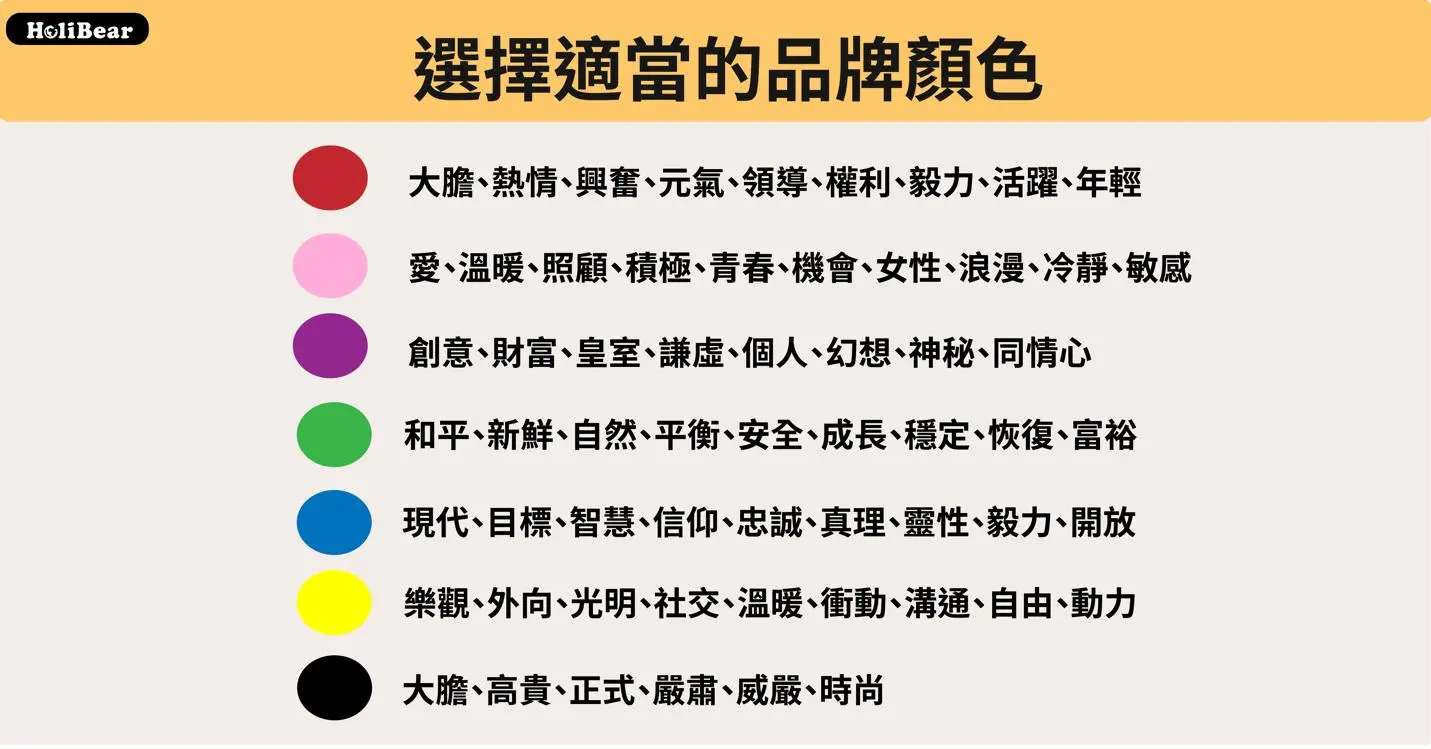 HoliBear
選擇適當的品牌顏色
大膽、熱情、興奮、元氣、領導、權利、毅力、活躍、年輕
愛、溫暖、照顧、積極、青春、機會、女性、浪漫、冷靜、敏感
創意、財富、皇室、謙虛、個人、幻想、神秘、同情心
和平、新鮮、自然、平衡、安全、成長、穩定、恢復、富裕
現代、目標、智慧、信仰、忠誠、真理、靈性、毅力、開放
樂觀、外向、光明、社交、溫暖、衝動、溝通、自由、動力
大膽、高貴、正式、嚴肅、威嚴、時尚